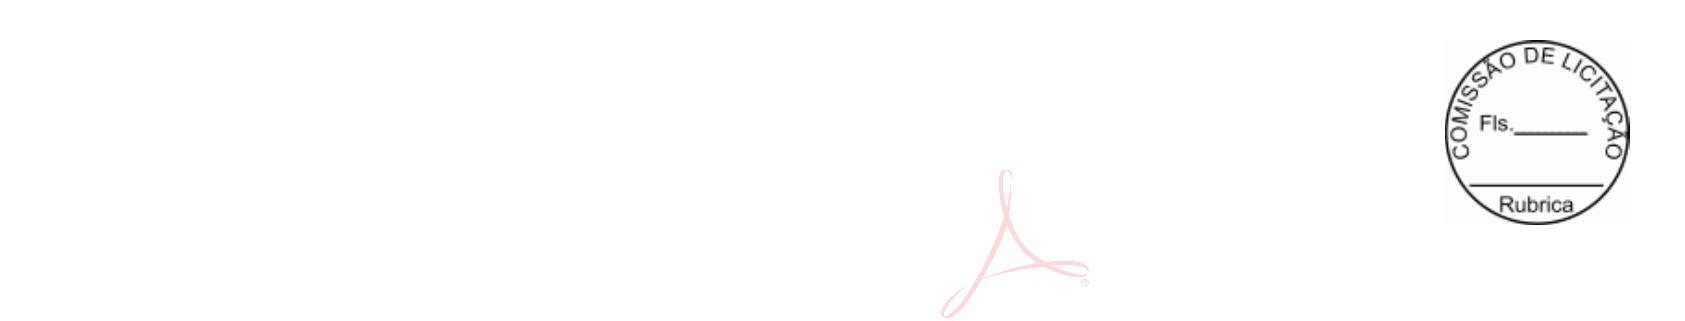 COMISSÃO DE LICITAÇÃO
Fls.______
Rubrica
®